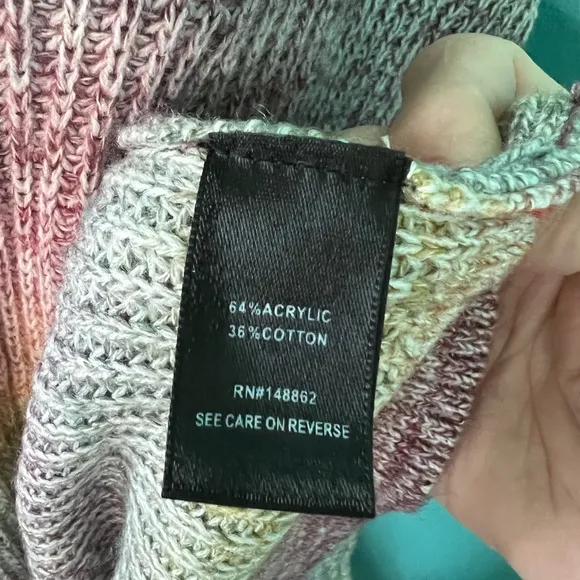 64%ACRYLIC
36%COTTON
RN#148862
SEE CARE ON REVERSE